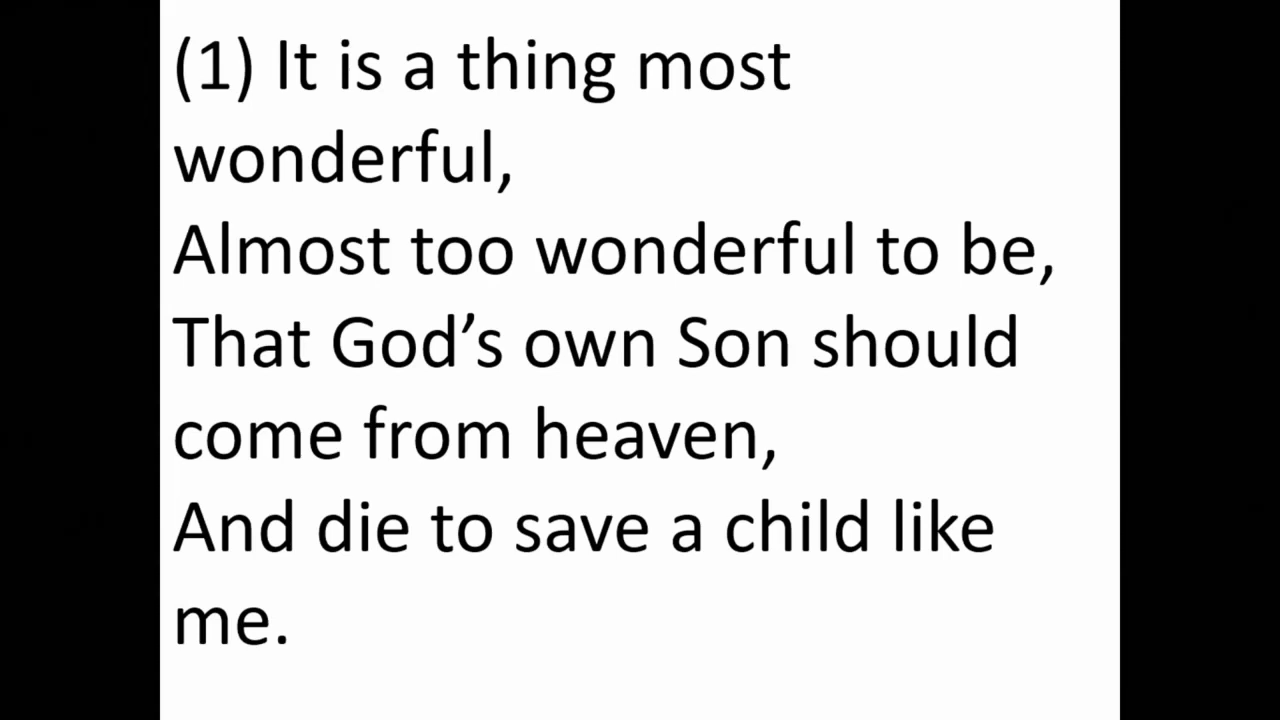 (1) It is a thing most
wonderful,
Almost too wonderful to be,
That God’s own Son should
come from heaven,
And die to save a child like
me.